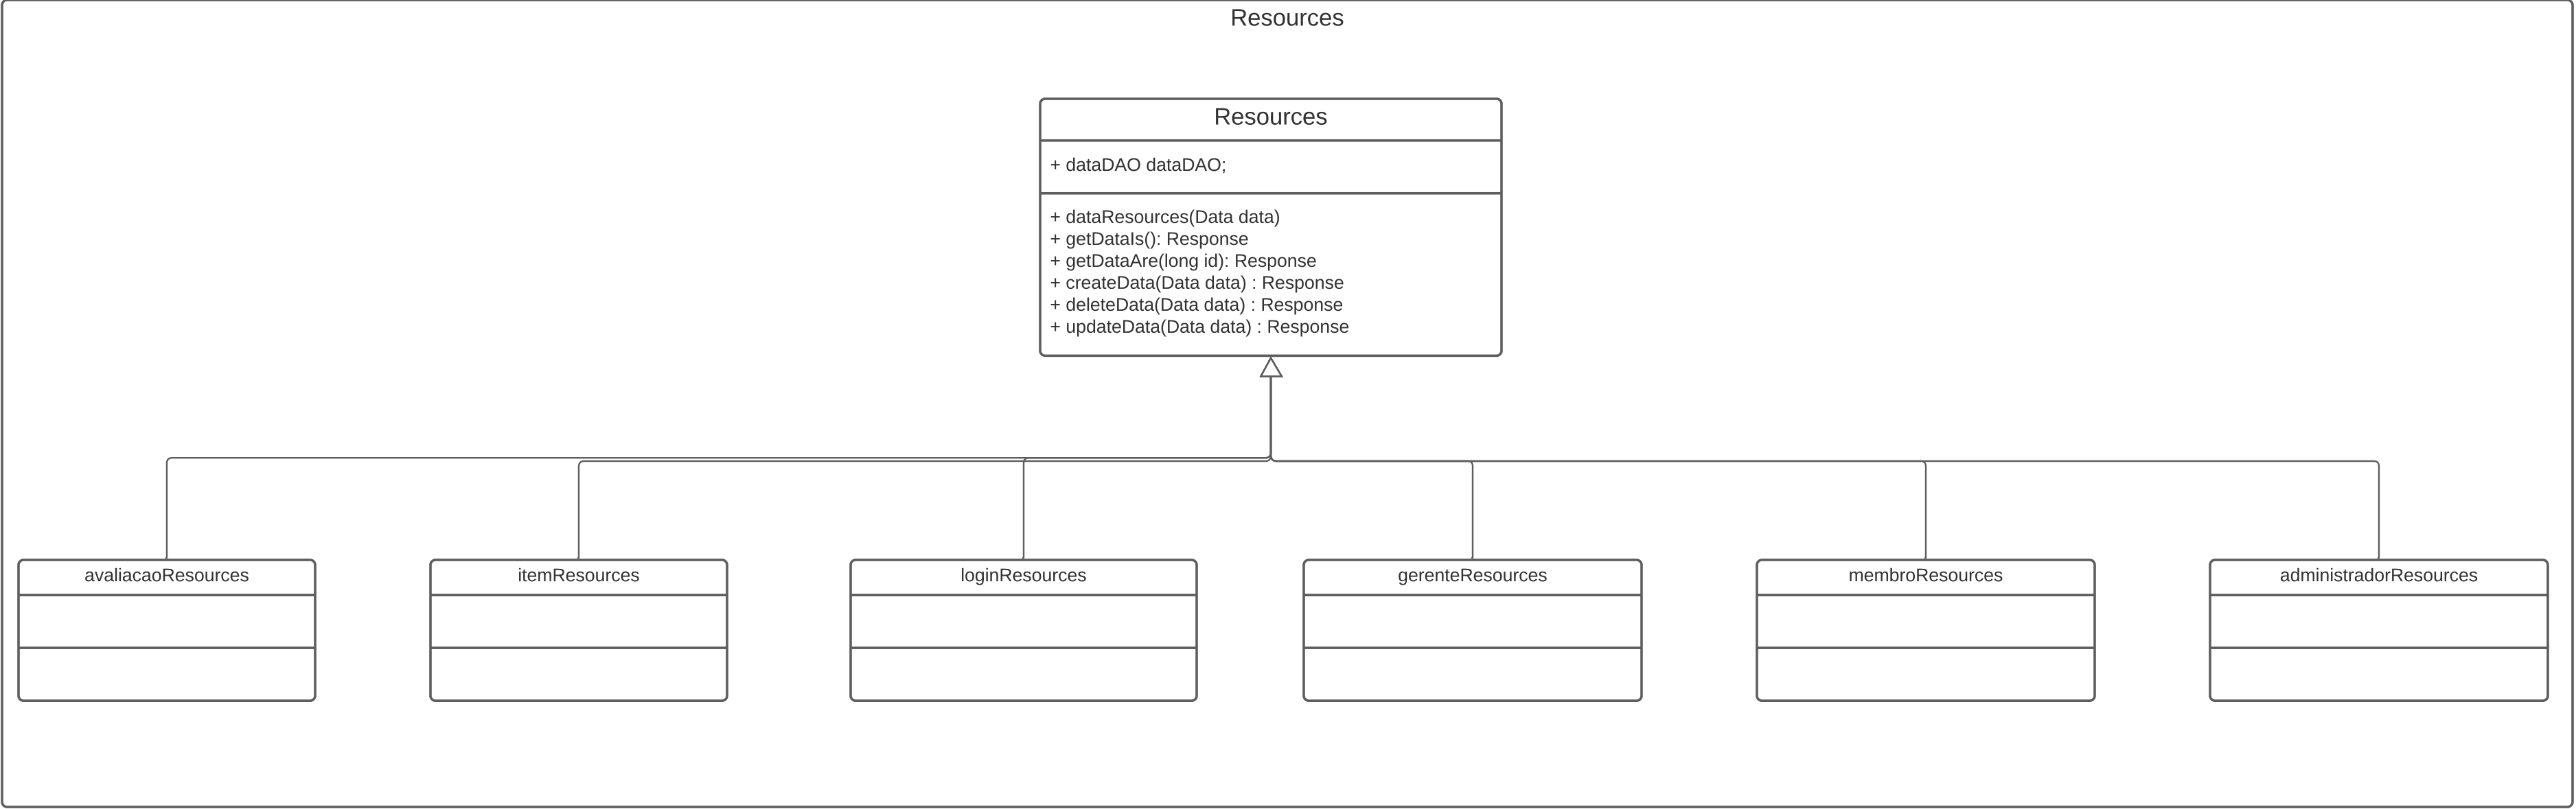 Resources
Resources
+ dataDAO dataDAO;
+ dataResources(Data data)
+ getDataIs(): Response
+ getDataAre(long id): Response
+ createData(Data data) : Response
+ deleteData(Data data) : Response
+ updateData(Data data) : Response
avaliacaoResources
itemResources
loginResources
gerenteResources
membroResources
administradorResources